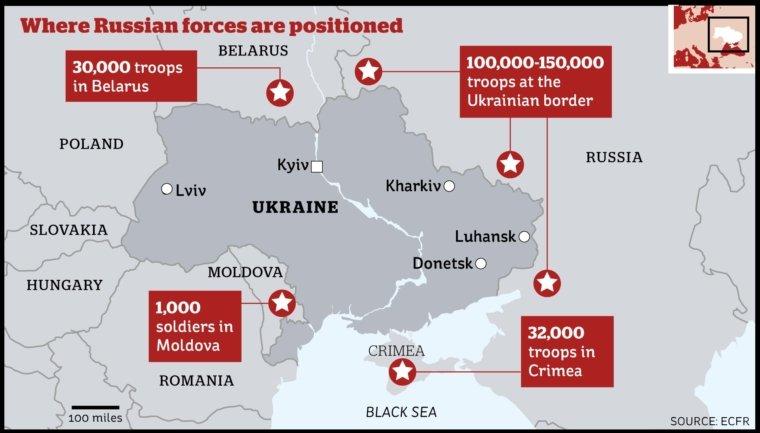 Where Russian forces are positioned
BELARUS
30,000 troops
in Belarus
100,000-150,000
troops at the
Ukrainian border
POLAND
Kyiv
RUSSIA
Lviv
Kharkiv
UKRAINE
SLOVAKIA
Luhansk
Donetsk
HUNGARY
MOLDOVA
1,000
soldiers in
Moldova
32,000
troops in
Crimea
CRIMEA
ROMANIA
100 miles
BLACK SEA
SOURCE: ECFR